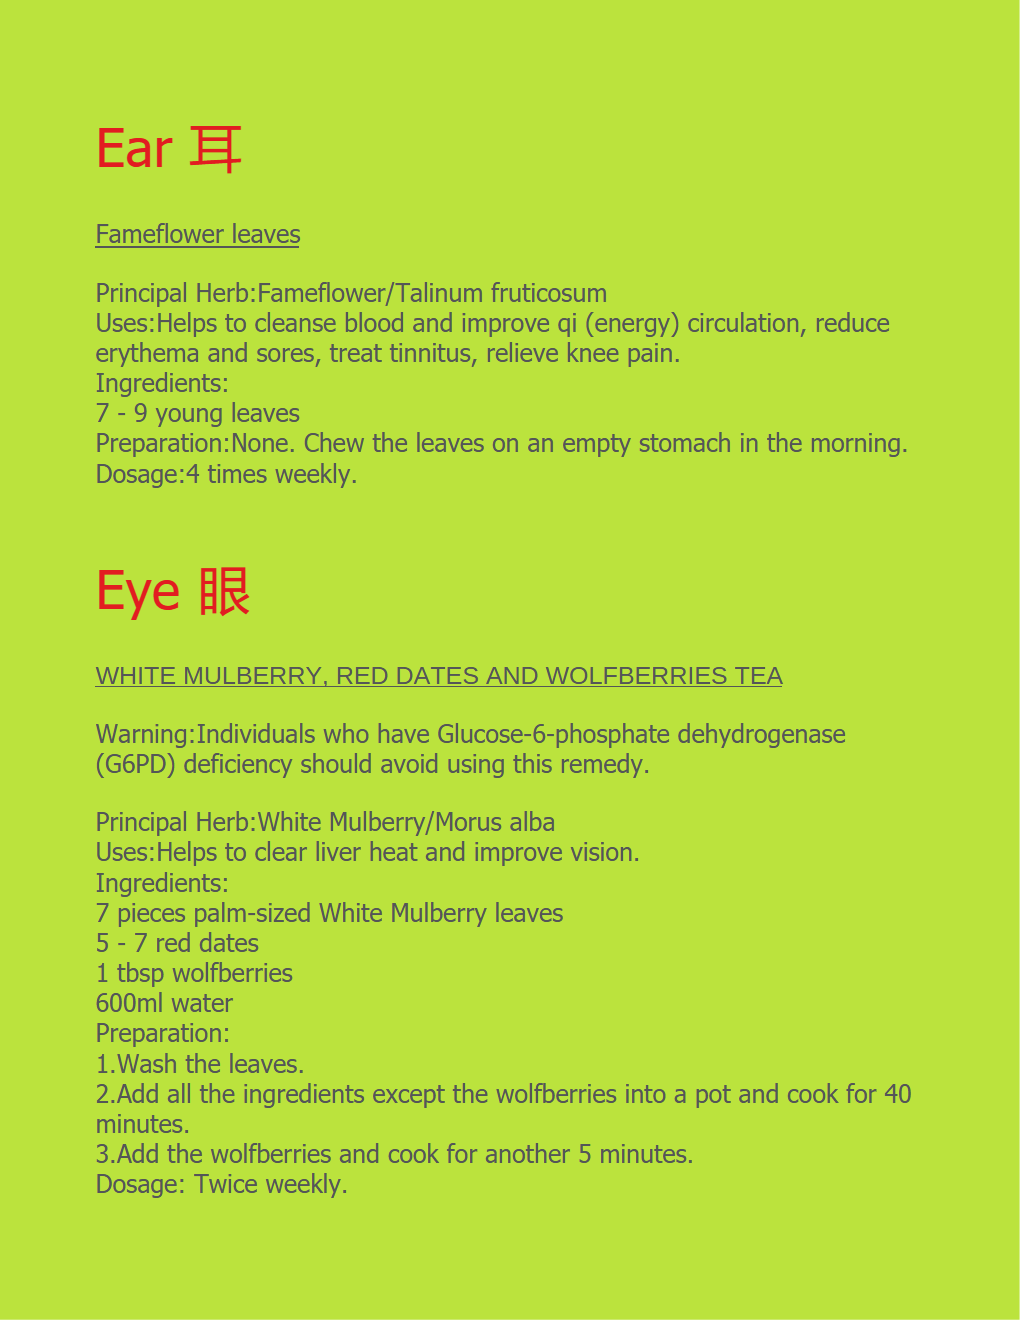 Ear 耳
Fameflower leaves
Principal Herb:Fameflower/Talinum fruticosum
Uses:Helps to cleanse blood and improve qi (energy) circulation, reduce
erythema and sores, treat tinnitus, relieve knee pain.
Ingredients:
7 - 9 young leaves
Preparation:None. Chew the leaves on an empty stomach in the morning.
Dosage:4 times weekly.
Eye 眼
WHITE MULBERRY, RED DATES AND WOLFBERRIES TEA
Warning:Individuals who have Glucose-6-phosphate dehydrogenase
(G6PD) deficiency should avoid using this remedy.
Principal Herb:White Mulberry/Morus alba
Uses:Helps to clear liver heat and improve vision.
Ingredients:
7 pieces palm-sized White Mulberry leaves
5 - 7 red dates
1 tbsp wolfberries
600ml water
Preparation:
1.Wash the leaves.
2.Add all the ingredients except the wolfberries into a pot and cook for 40
minutes.
3.Add the wolfberries and cook for another 5 minutes.
Dosage: Twice weekly.